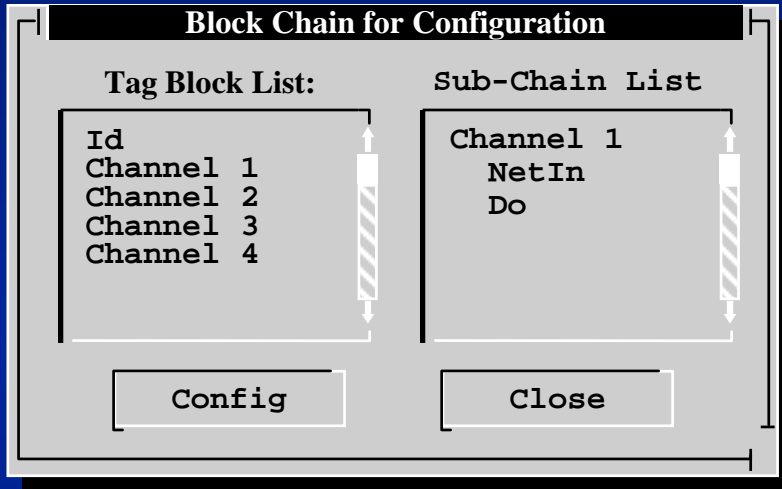 Block Chain for Configuration
Tag Block List:
Id
Channel 1
Channel 2
Channel 3
Channel 4
Sub-Chain List
Channel 1
NetIn
Do
Config
Close